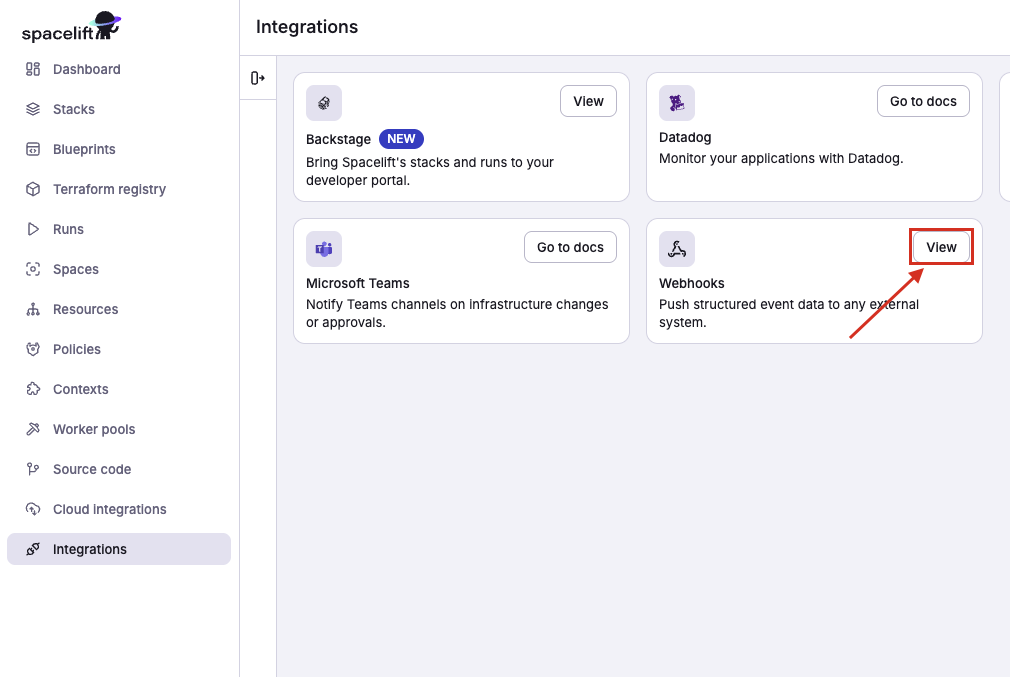 spacelift
Integrations
Dashboard
Stacks
Blueprints
Terraform registry
Runs
Spaces
Resources
Policies
Contexts
Worker pools
Source code
Cloud integrations
Integrations
View
Backstage NEW
Bring Spacelift's stacks and runs to your
developer portal.
Go to docs
Datadog
Monitor your applications with Datadog.
Go to docs
Microsoft Teams
Notify Teams channels on infrastructure changes
or approvals.
View
Webhooks
Push structured event data to any external
system.